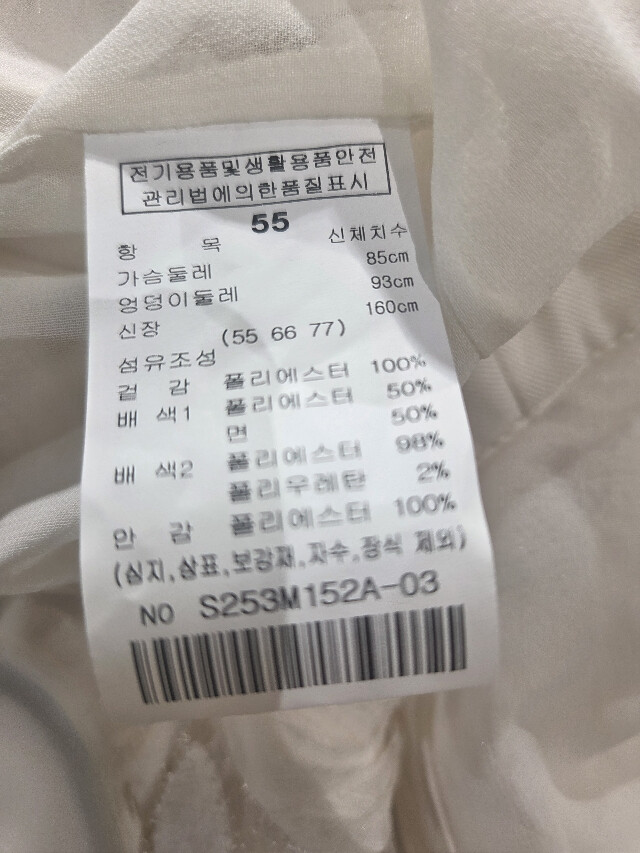 전기용품및생활용품안전
관리법에의한품질표시
55
항 목 신체치수
가슴둘레 85cm
엉덩이둘레 93cm
신장 160cm
(55 66 77)
섬유조성
겉 감 폴리에스터 100%
배 색1 폴리에스터 50%
면 50%
배 색2 폴리에스터 98%
폴리우레탄 2%
안 감 폴리에스터 100%
(심지,상표,보강재,자수,장식 제외)
NO S253M152A-03